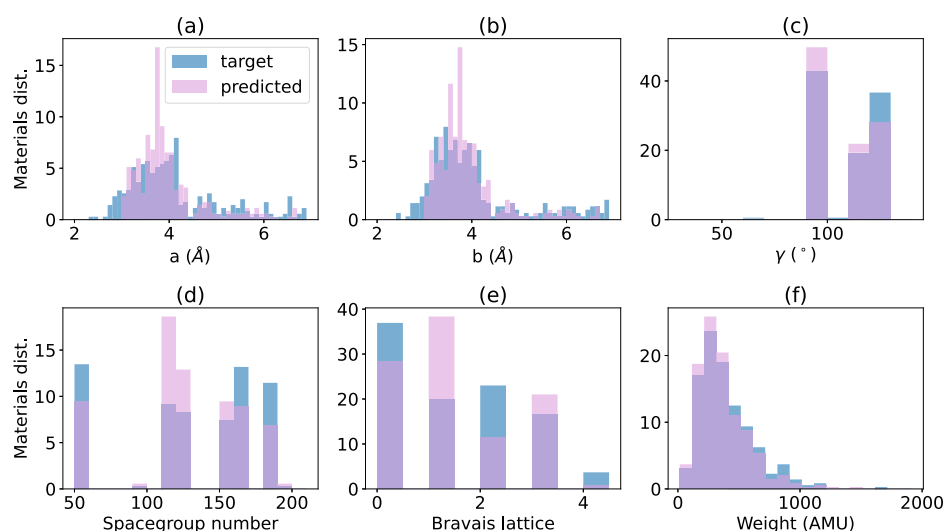 (a)
15
10
5
0
Materials dist.
target
predicted
2
4
6
a (Å)
(b)
15
10
5
0
2
4
6
b (Å)
(c)
40
20
0
50
100
γ (°)
(d)
15
10
5
0
Materials dist.
50
100
150
200
Spacegroup number
(e)
40
30
20
10
0
0
2
4
Bravais lattice
(f)
20
10
0
0
1000
2000
Weight (AMU)